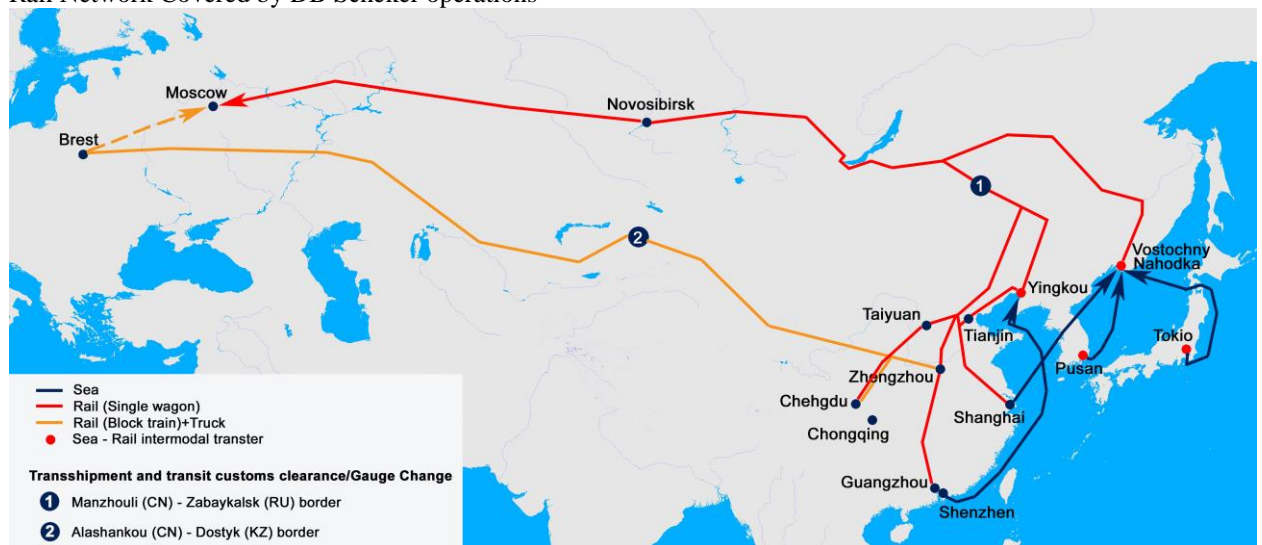 Rail Network Covered by DB Schenker operations
Moscow
Brest
Novosibirsk
1
2
Vostochny
Nahodka
Yingkou
Taiyuan
Tianjin
Tokio
Pusan
Zhengzhou
Chehgdu
Shanghai
Chongqing
Guangzhou
Shenzhen
Sea
Rail (Single wagon)
Rail (Block train)+Truck
Sea - Rail intermodal transter
Transshipment and transit customs clearance/Gauge Change
1 Manzhouli (CN) - Zabaykalsk (RU) border
2 Alashankou (CN) - Dostyk (KZ) border